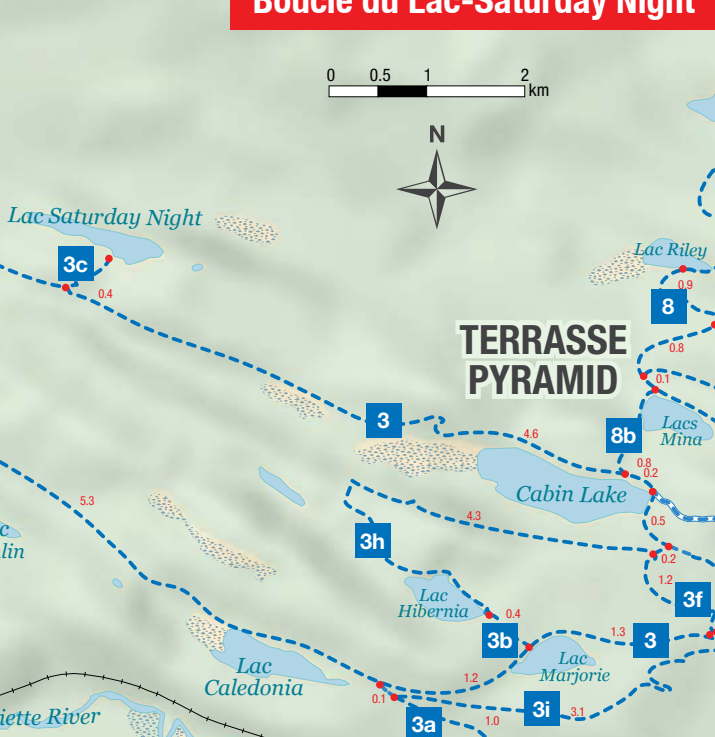 Boucle du Lac-Saturday Night
0 0.5 1 2
km
N
Lac Saturday Night
3c
0.4
Lac Riley
0.9
8
0.8
TERRASSE
PYRAMID
0.1
3
4.6
8b
Lacs
Mina
0.8
0.2
Cabin Lake
5.3
4.3
0.5
3h
0.2
1.2
Lac
Hibernia
0.4
3f
3b
1.3
3
Lac
Marjorie
Lac
Caledonia
1.2
0.1
3i
3.1
3a
1.0
iette River
c
lin